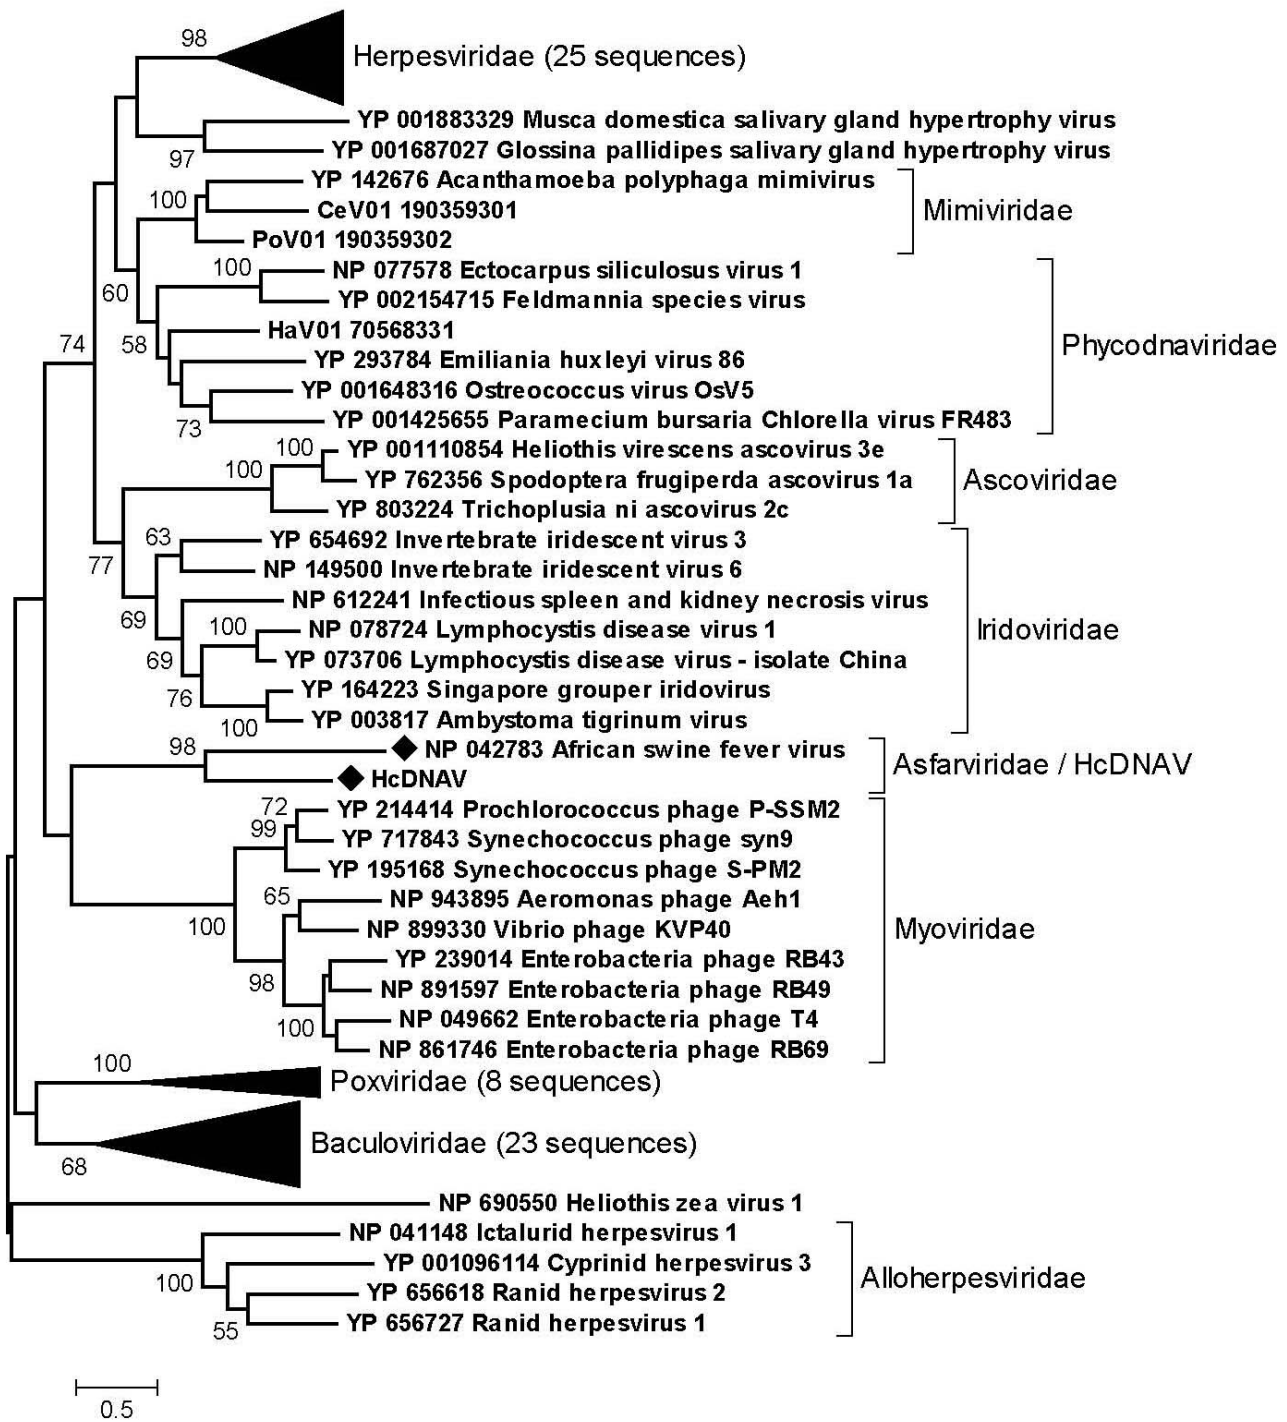 98
Herpesviridae (25 sequences)
YP 001883329 Musca domestica salivary gland hypertrophy virus
97
YP 001687027 Glossina pallidipes salivary gland hypertrophy virus
YP 142676 Acanthamoeba polyphaga mimivirus
100
CeV01 190359301
Mimiviridae
PoV01 190359302
100
NP 077578 Ectocarpus siliculosus virus 1
60
YP 002154715 Feldmannia species virus
74
58
HaV01 70568331
Phycodnaviridae
YP 293784 Emiliania huxleyi virus 86
YP 001648316 Ostreococcus virus OsV5
73
YP 001425655 Paramecium bursaria Chlorella virus FR483
100
YP 001110854 Heliothis virescens ascovirus 3e
100
YP 762356 Spodoptera frugiperda ascovirus 1a
Ascoviridae
YP 803224 Trichoplusia ni ascovirus 2c
63
YP 654692 Invertebrate iridescent virus 3
77
NP 149500 Invertebrate iridescent virus 6
69
NP 612241 Infectious spleen and kidney necrosis virus
100
NP 078724 Lymphocystis disease virus 1
Iridoviridae
69
YP 073706 Lymphocystis disease virus - isolate China
76
YP 164223 Singapore grouper iridovirus
100
YP 003817 Ambystoma tigrinum virus
98
NP 042783 African swine fever virus
Asfarviridae / HcDNAV
HcDNAV
72
YP 214414 Prochlorococcus phage P-SSM2
99
YP 717843 Synechococcus phage syn9
YP 195168 Synechococcus phage S-PM2
65
NP 943895 Aeromonas phage Aeh1
100
NP 899330 Vibrio phage KVP40
Myoviridae
YP 239014 Enterobacteria phage RB43
98
NP 891597 Enterobacteria phage RB49
100
NP 049662 Enterobacteria phage T4
NP 861746 Enterobacteria phage RB69
100
Poxviridae (8 sequences)
Baculoviridae (23 sequences)
68
NP 690550 Heliothis zea virus 1
NP 041148 Ictalurid herpesvirus 1
YP 001096114 Cyprinid herpesvirus 3
100
Alloherpesviridae
YP 656618 Ranid herpesvirus 2
55
YP 656727 Ranid herpesvirus 1
0.5